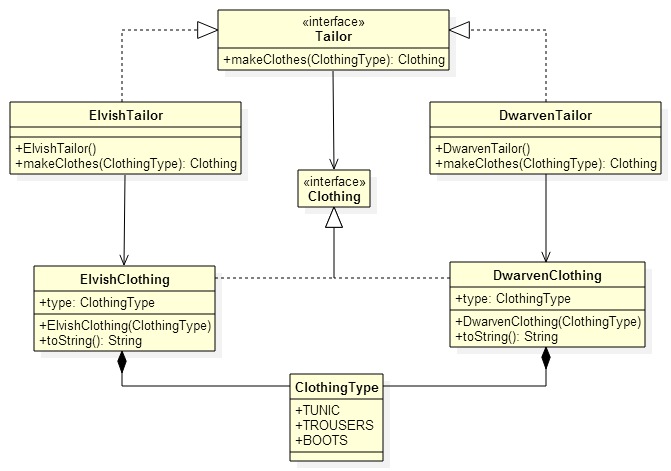 «interface»
Tailor
+makeClothes(ClothingType): Clothing
ElvishTailor
+ElvishTailor()
+makeClothes(ClothingType): Clothing
DwarvenTailor
+DwarvenTailor()
+makeClothes(ClothingType): Clothing
«interface»
Clothing
ElvishClothing
+type: ClothingType
+ElvishClothing(ClothingType)
+toString(): String
DwarvenClothing
+type: ClothingType
+DwarvenClothing(ClothingType)
+toString(): String
ClothingType
+TUNIC
+TROUSERS
+BOOTS